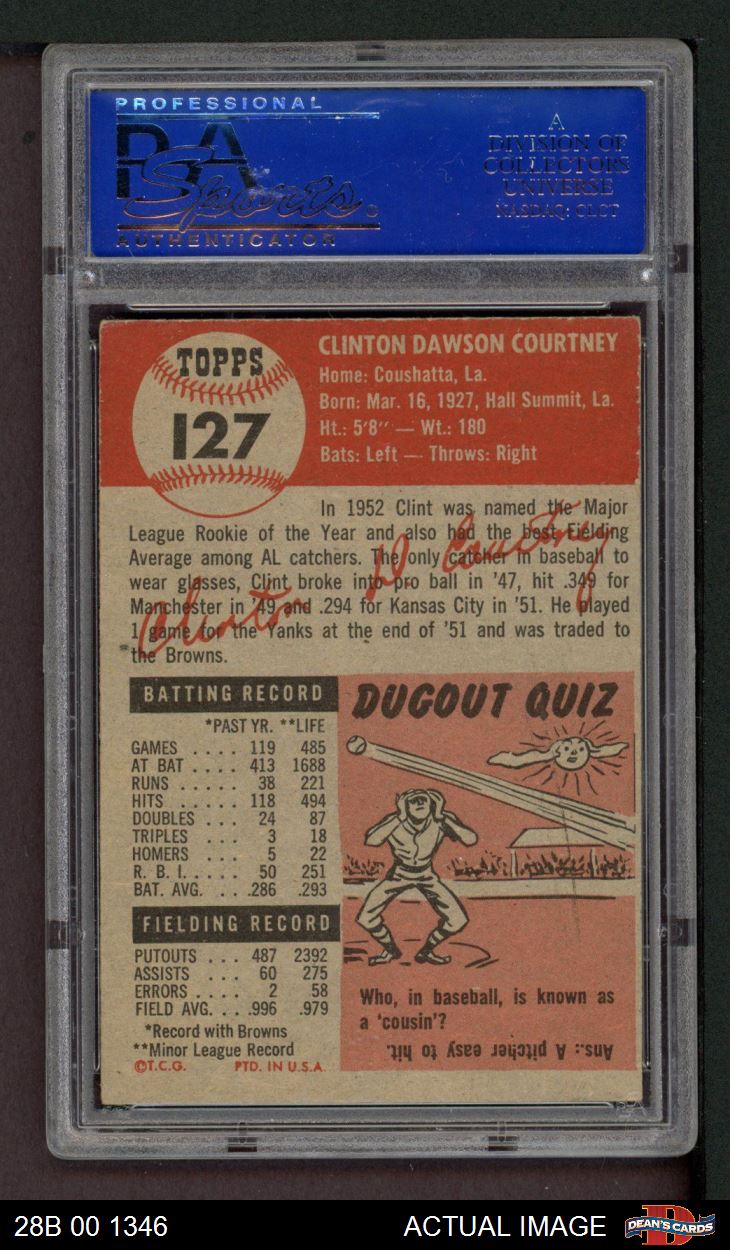 PROFESSIONAL
PSA
Sports
AUTHENTICATOR
A
DIVISION OF
COLLECTORS
UNIVERSE
NASDAQ: CLCT
TOPPS
127
CLINTON DAWSON COURTNEY
Home: Coushatta, La.
Born: Mar. 16, 1927, Hall Summit, La.
Ht.: 5'8" — Wt.: 180
Bats: Left — Throws: Right
In 1952 Clint was named the Major
League Rookie of the Year and also had the best Fielding
Average among AL catchers. The only catcher in baseball to
wear glasses, Clint broke into pro ball in '47, hit .349 for
Manchester in '49 and .294 for Kansas City in '51. He played
1 game for the Yanks at the end of '51 and was traded to
the Browns.
Clinton D Courtney
BATTING RECORD
*PAST YR. **LIFE
GAMES .... 119 485
AT BAT .... 413 1688
RUNS .... 38 221
HITS ..... 118 494
DOUBLES ... 24 87
TRIPLES ... 3 18
HOMERS ... 5 22
R. B. I. .... 50 251
BAT. AVG. .. .286 .293
FIELDING RECORD
PUTOUTS ... 487 2392
ASSISTS ... 60 275
ERRORS .... 2 58
FIELD AVG. .. .996 .979
*Record with Browns
**Minor League Record
©T.C.G. PTD. IN U.S.A.
DUGOUT QUIZ
Who, in baseball, is known as
a 'cousin'?
Ans.: A pitcher easy to hit.
28B 00 1346 ACTUAL IMAGE DEAN'S CARDS